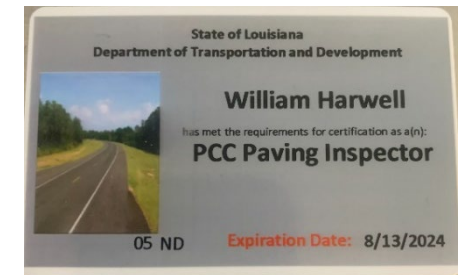 State of Louisiana
Department of Transportation and Development
William Harwell
has met the requirements for certification as a(n):
PCC Paving Inspector
05 ND
Expiration Date: 8/13/2024